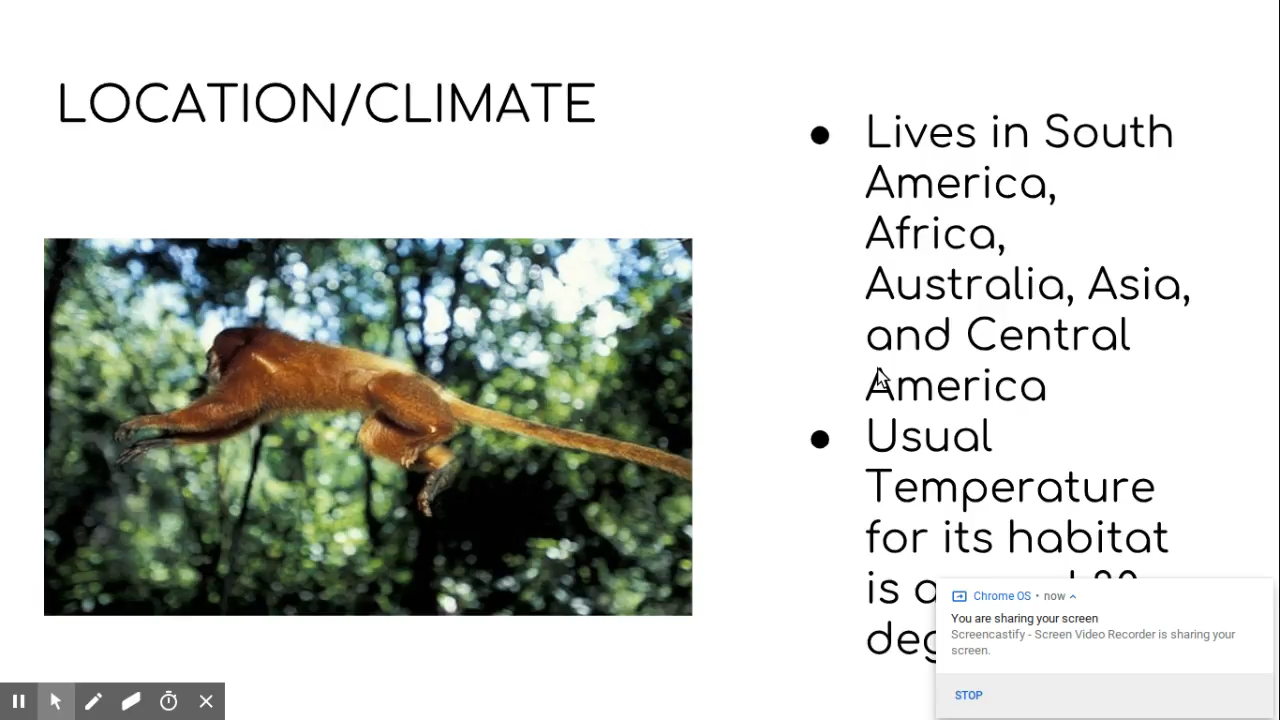 LOCATION/CLIMATE
● Lives in South
America,
Africa,
Australia, Asia,
and Central
America
● Usual
Temperature
for its habitat
is
Chrome OS • now
You are sharing your screen
Screencastify - Screen Video Recorder is sharing your
screen.
STOP